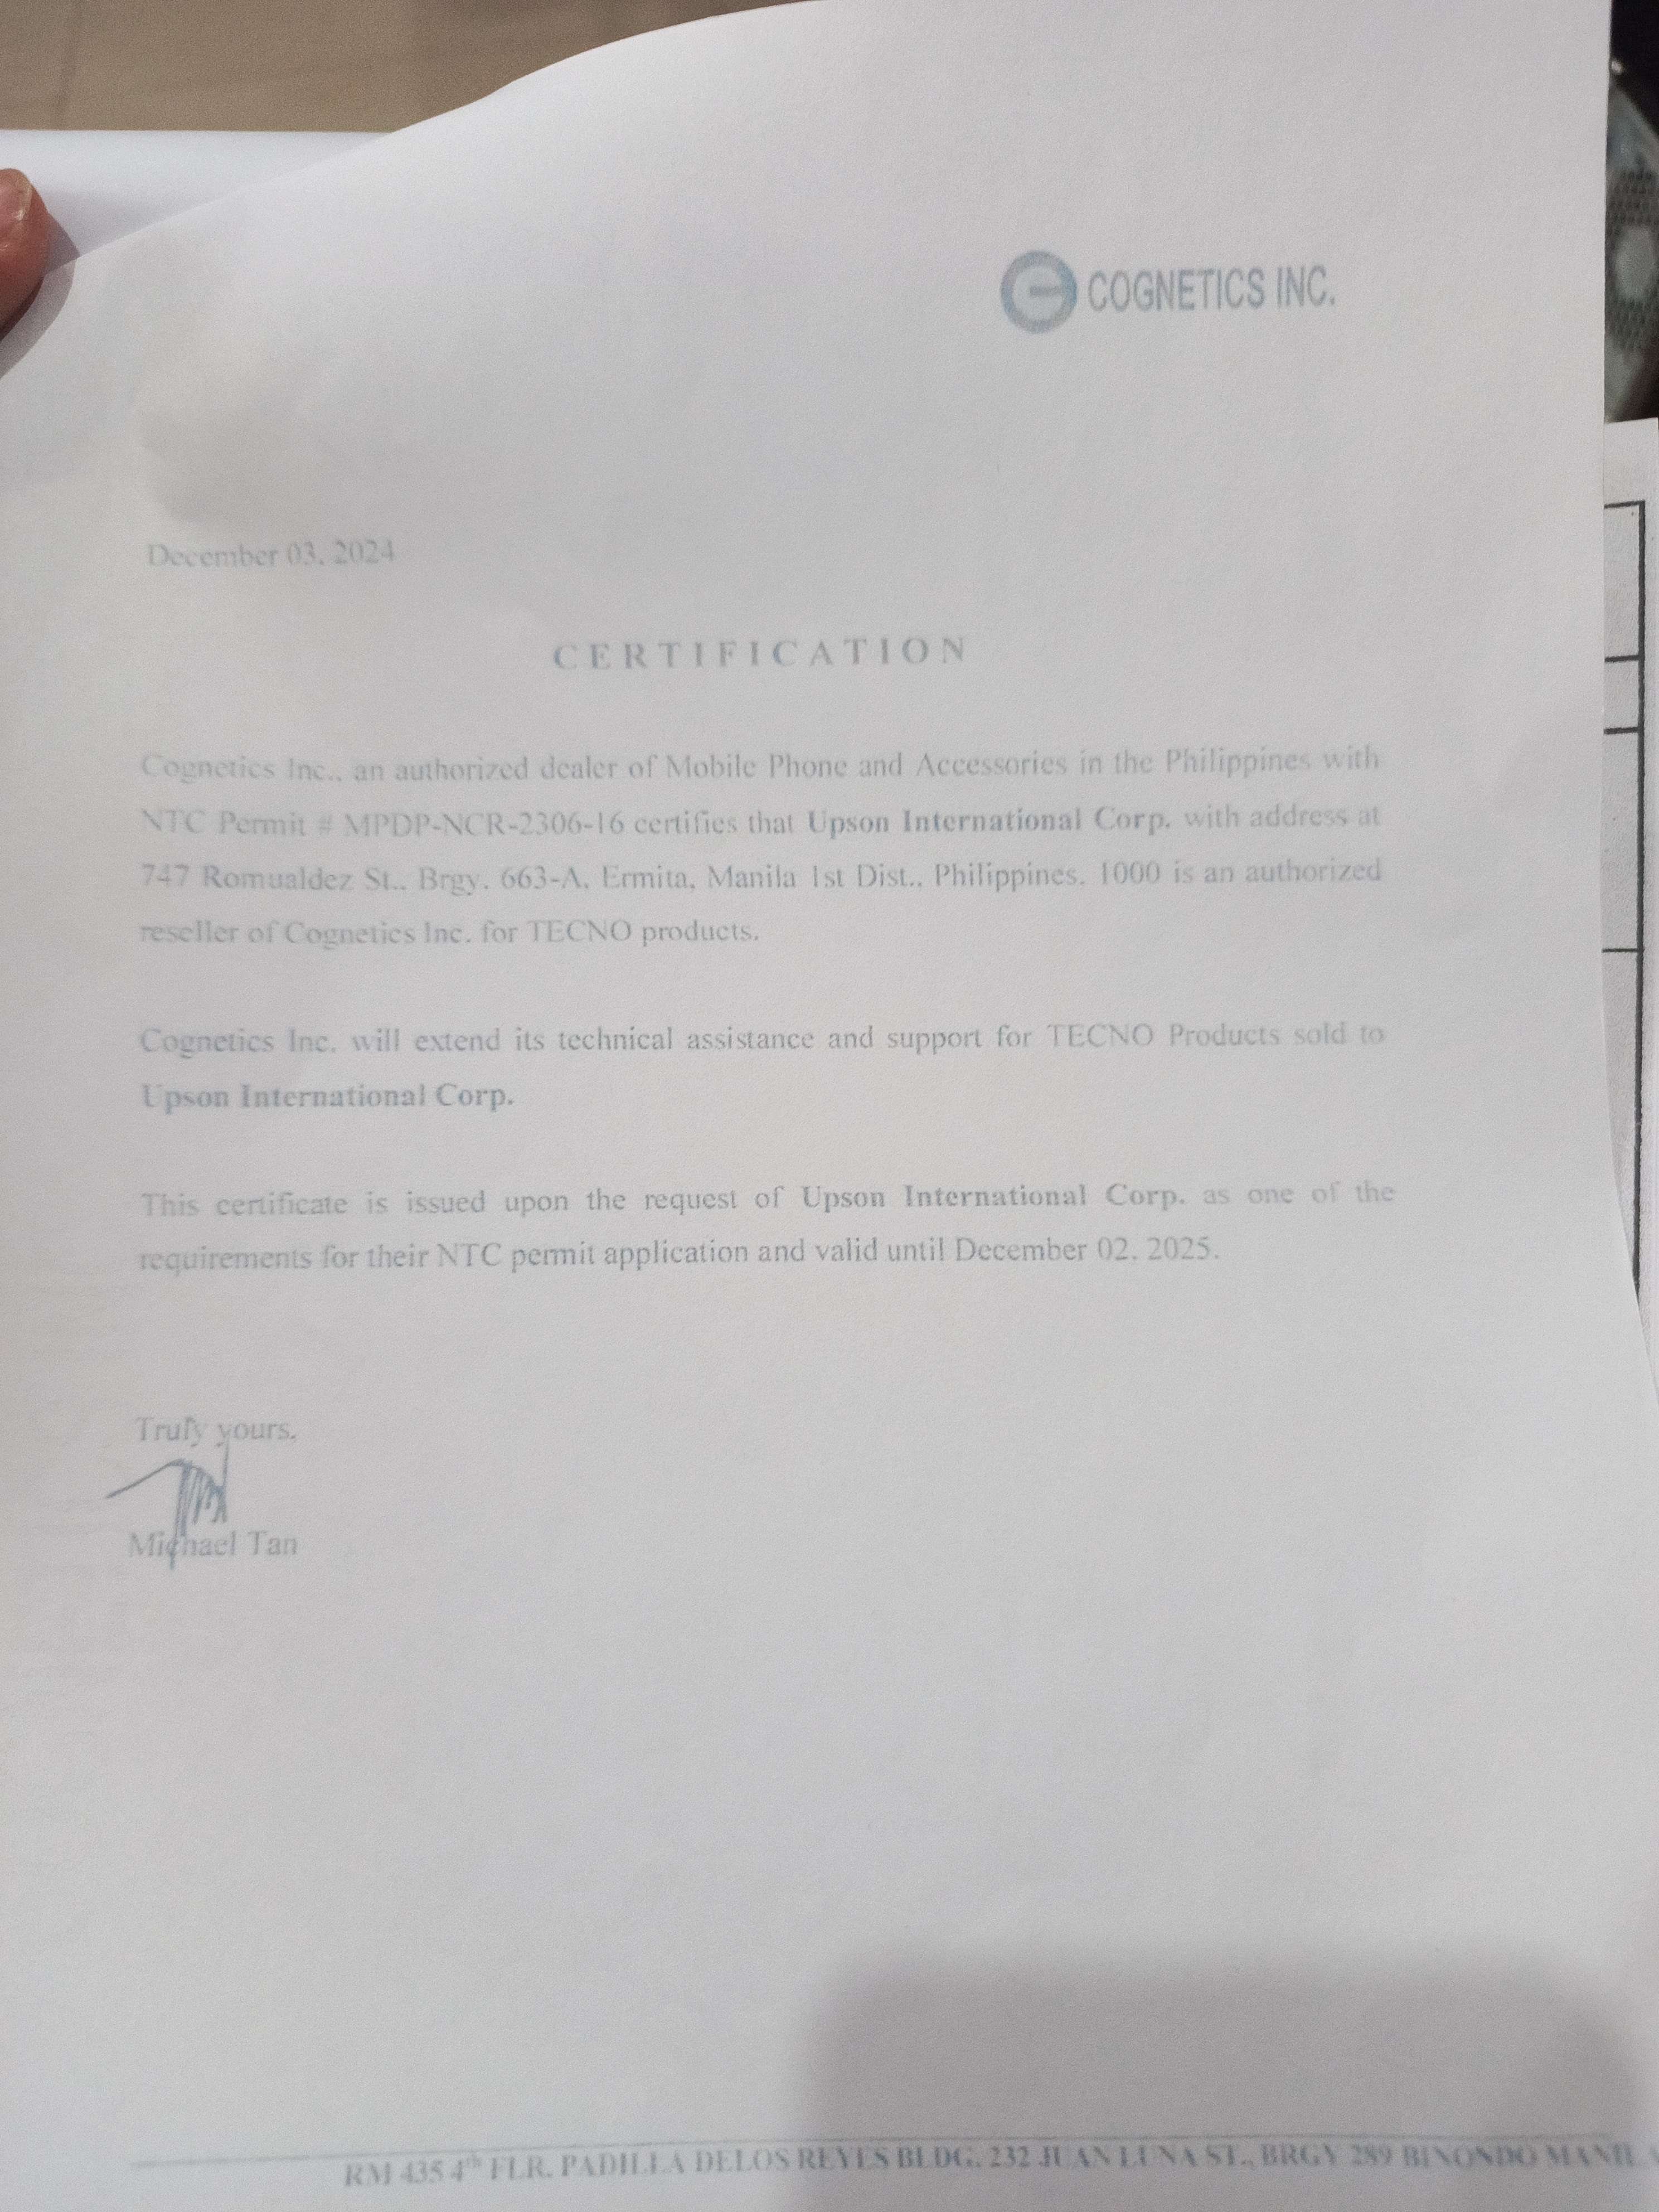 COGNETICS INC.
December 03, 2024
CERTIFICATION
Cognetics Inc., an authorized dealer of Mobile Phone and Accessories in the Philippines with
NTC Permit # MPDP-NCR-2306-16 certifies that Upson International Corp. with address at
747 Romualdez St., Brgy. 663-A, Ermita, Manila 1st Dist., Philippines, 1000 is an authorized
reseller of Cognetics Inc. for TECNO products.
Cognetics Inc. will extend its technical assistance and support for TECNO Products sold to
Upson International Corp.
This certificate is issued upon the request of Upson International Corp. as one of the
requirements for their NTC permit application and valid until December 02, 2025.
Truly yours,
Michael Tan
RM 435 4th FLR. PADILLA DELOS REYES BLDG. 232 JUAN LUNA ST., BRGY 289 BINONDO MANILA